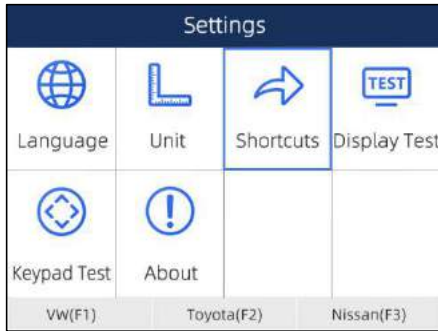 Settings
TEST
Language Unit Shortcuts Display Test
Keypad Test About
VW(F1) Toyota(F2) Nissan(F3)